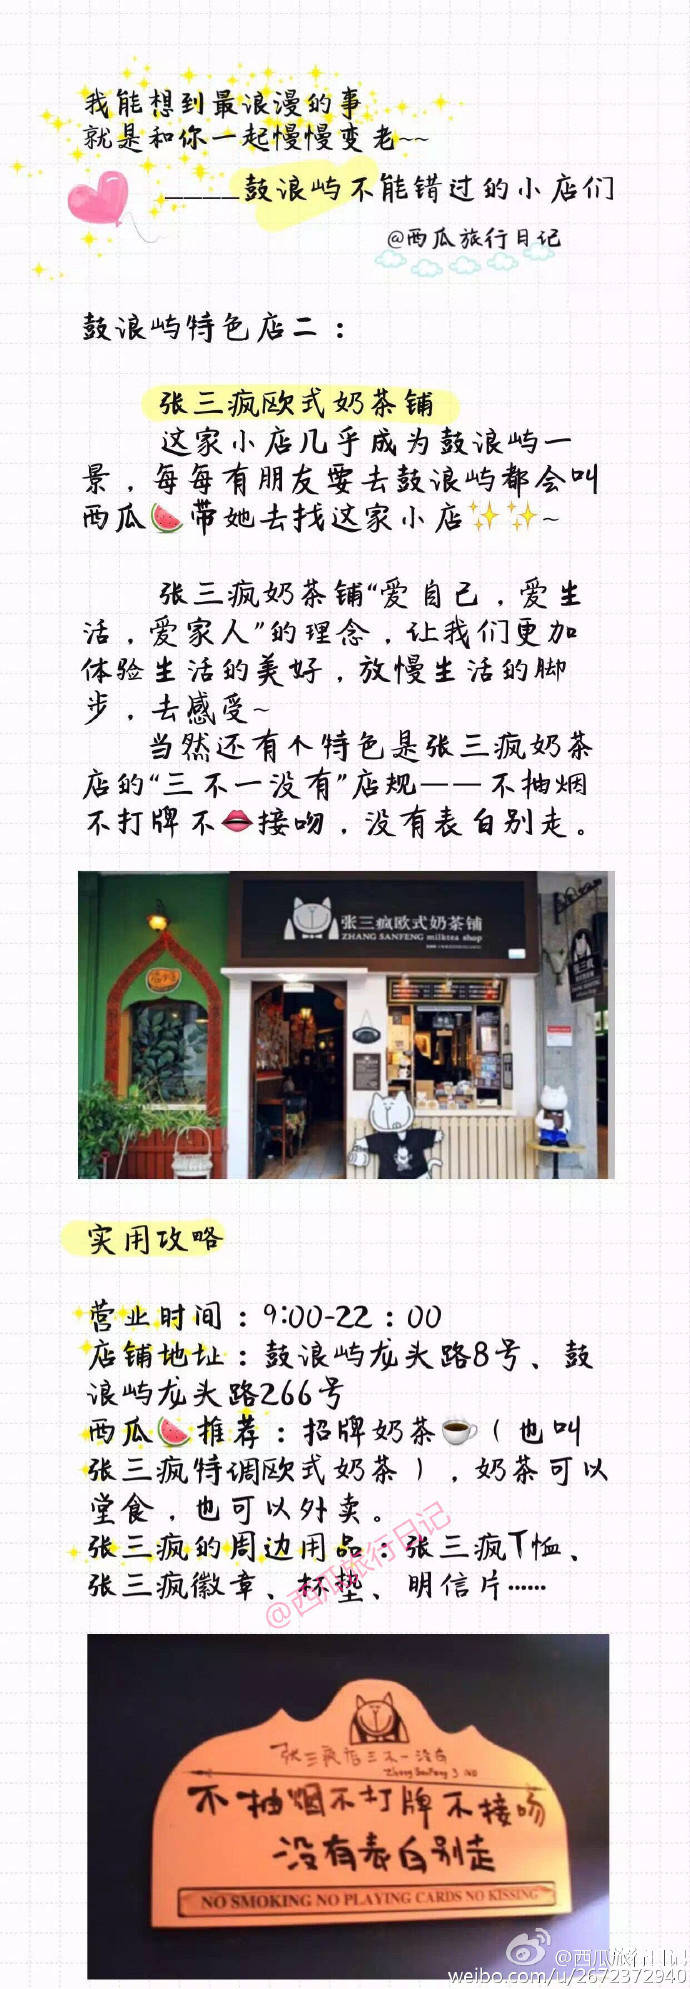 我能想到最浪漫的事
就是和你一起慢慢变老~~
____鼓浪屿不能错过的小店们
@西瓜旅行日记
鼓浪屿特色店二：
张三疯欧式奶茶铺
这家小店几乎成为鼓浪屿一
景，每每有朋友要去鼓浪屿都会叫
西瓜🍉带她去找这家小店✨✨~
张三疯奶茶铺“爱自己，爱生
活，爱家人”的理念，让我们更加
体验生活的美好，放慢生活的脚
步，去感受~
当然还有个特色是张三疯奶茶
店的“三不一没有”店规——不抽烟
不打牌不👄接吻，没有表白别走。
张三疯欧式奶茶铺
ZHANG SANFENG milktea shop
张三疯
实用攻略
营业时间：9:00-22：00
店铺地址：鼓浪屿龙头路8号、鼓
浪屿龙头路266号
西瓜🍉推荐：招牌奶茶☕（也叫
张三疯特调欧式奶茶），奶茶可以
堂食，也可以外卖。
张三疯的周边用品：张三疯T恤、
张三疯徽章、杯垫、明信片……
@西瓜旅行日记
张三疯店三不一没有
Zhang SanFeng 3 NO
不抽烟不打牌不接吻
没有表白别走
NO SMOKING NO PLAYING CARDS NO KISSING
@西瓜旅行日记
weibo.com/u/2672372940